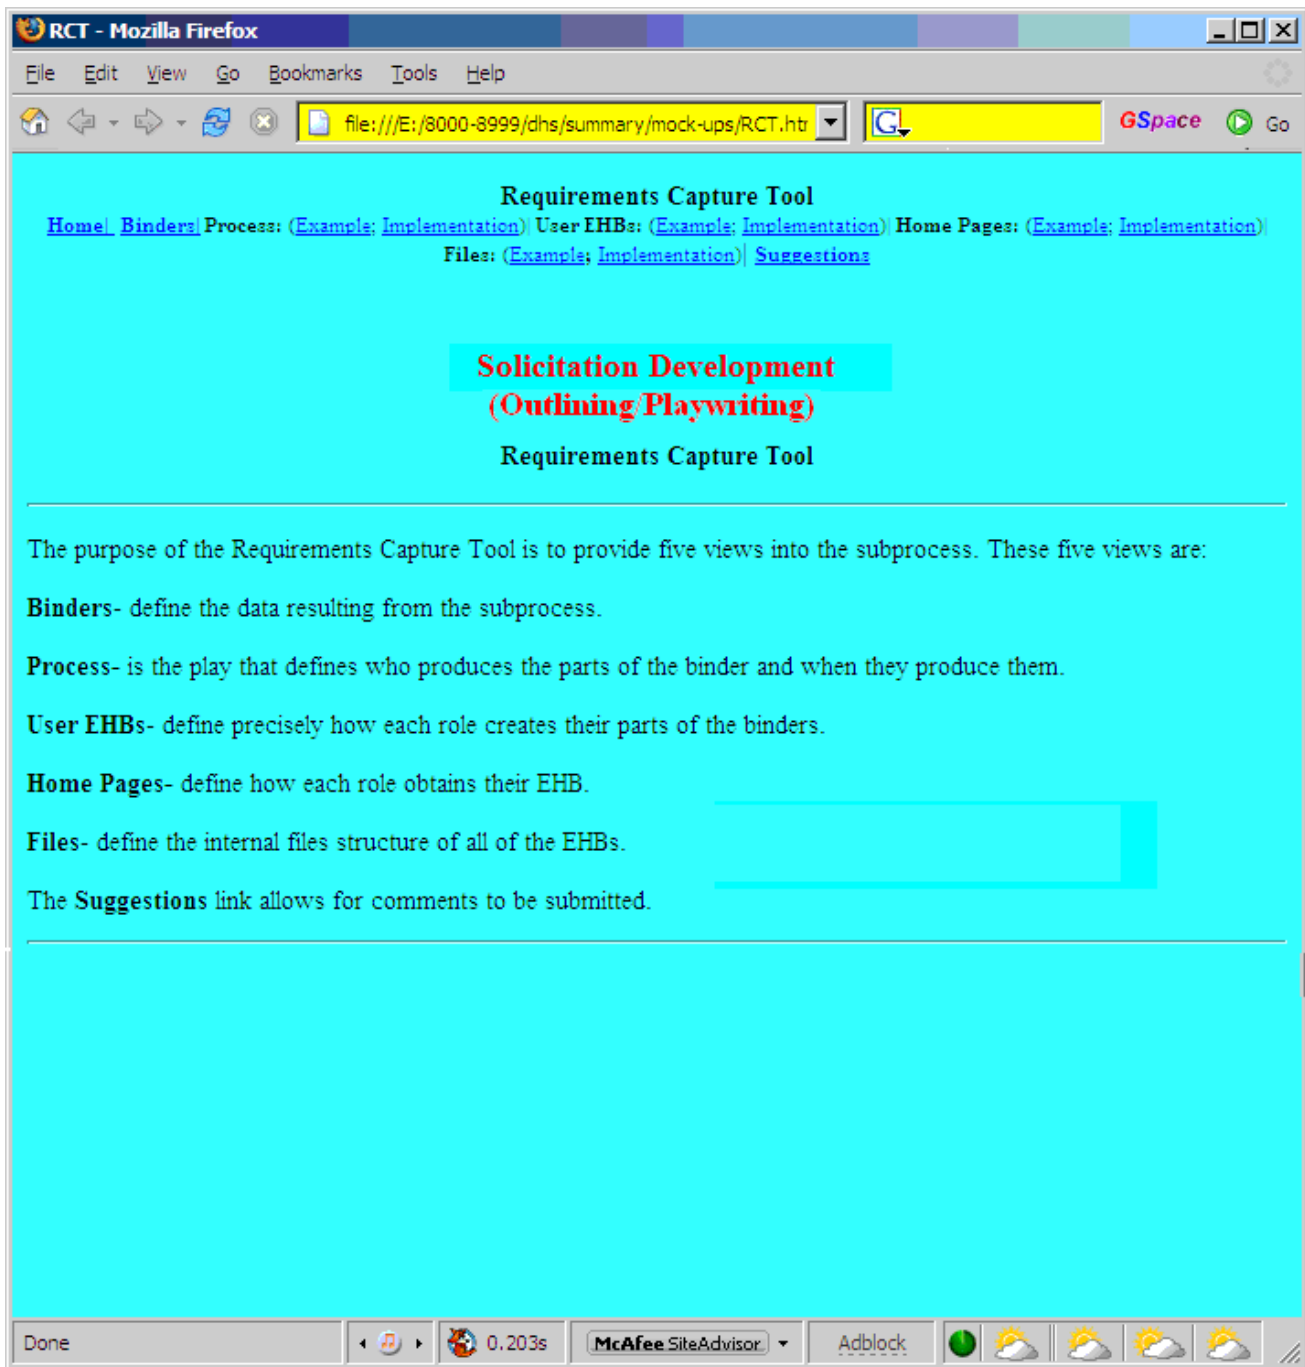 RCT - Mozilla Firefox
File Edit View Go Bookmarks Tools Help
file:///E:/8000-8999/dhs/summary/mock-ups/RCT.htr G GSpace Go
Requirements Capture Tool
Home| Binders| Process: (Example; Implementation)| User EHBs: (Example; Implementation)| Home Pages: (Example; Implementation)|
Files: (Example; Implementation)| Suggestions
Solicitation Development
(Outlining/Playwriting)
Requirements Capture Tool
The purpose of the Requirements Capture Tool is to provide five views into the subprocess. These five views are:
Binders- define the data resulting from the subprocess.
Process- is the play that defines who produces the parts of the binder and when they produce them.
User EHBs- define precisely how each role creates their parts of the binders.
Home Pages- define how each role obtains their EHB.
Files- define the internal files structure of all of the EHBs.
The Suggestions link allows for comments to be submitted.
Done 0.203s McAfee SiteAdvisor Adblock